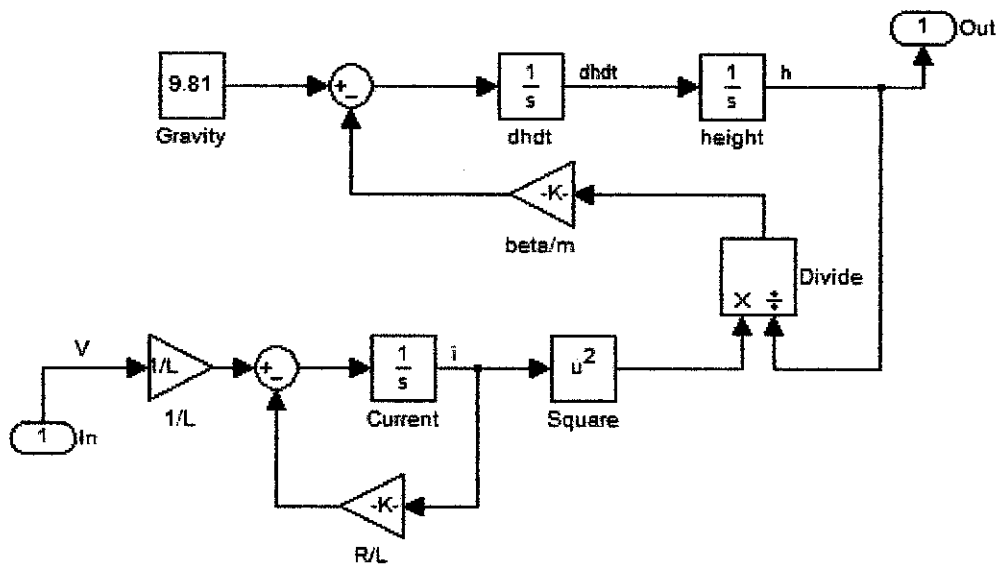 1
Out
9.81
Gravity
+
−
1
s
dhdt
dhdt
1
s
height
h
-K-
beta/m
×
÷
Divide
V
1/L
1/L
1
In
+
−
1
s
Current
i
u²
Square
-K-
R/L